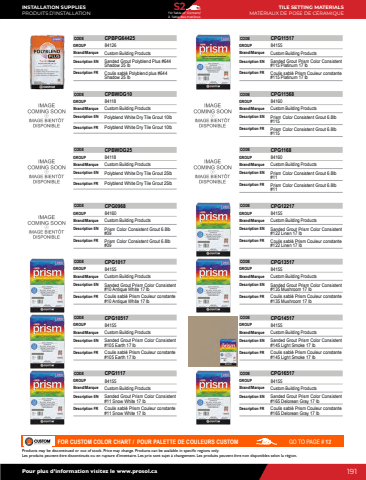 INSTALLATION SUPPLIES
PRODUITS D'INSTALLATION
TILE SETTING MATERIALS
MATÉRIAUX DE POSE DE CÉRAMIQUE
CODE CPBPG64425
GROUP 84126
Brand/Marque Custom Building Products
Description EN Sanded Grout Polyblend Plus #644 Shadow 25 lb
Description FR Coulis sablé Polyblend plus #644 Shadow 25 lb
IMAGE
COMING SOON
IMAGE BIENTÔT
DISPONIBLE
CODE CPBWDG10
GROUP 84118
Brand/Marque Custom Building Products
Description EN Polyblend White Dry Tile Grout 10lb
Description FR Polyblend White Dry Tile Grout 10lb
IMAGE
COMING SOON
IMAGE BIENTÔT
DISPONIBLE
CODE CPBWDG25
GROUP 84118
Brand/Marque Custom Building Products
Description EN Polyblend White Dry Tile Grout 25lb
Description FR Polyblend White Dry Tile Grout 25lb
IMAGE
COMING SOON
IMAGE BIENTÔT
DISPONIBLE
CODE
GROUP 84160
Brand/Marque Custom Building Products
Description EN Prism Color Consistent Grout 6.8lb
Description FR Prism Color Consistent Grout 6.8lb
prism
CODE CPG1017
GROUP 84155
Brand/Marque Custom Building Products
Description EN Sanded Grout Prism Color Consistent #10 Antique White 17 lb
Description FR Coulis sablé Prism Couleur constante #10 Antique White 17 lb
prism
CODE CPG10517
GROUP 84155
Brand/Marque Custom Building Products
Description EN Sanded Grout Prism Color Consistent #105 Earth 17 lb
Description FR Coulis sablé Prism Couleur constante #105 Earth 17 lb
prism
CODE CPG1117
GROUP 84155
Brand/Marque Custom Building Products
Description EN Sanded Grout Prism Color Consistent #11 Snow White 17 lb
Description FR Coulis sablé Prism Couleur constante #11 Snow White 17 lb
prism
CODE CPG11517
GROUP 84155
Brand/Marque Custom Building Products
Description EN Sanded Grout Prism Color Consistent #115 Platinum 17 lb
Description FR Coulis sablé Prism Couleur constante #115 Platinum 17 lb
IMAGE
COMING SOON
IMAGE BIENTÔT
DISPONIBLE
CODE CPG11568
GROUP 84160
Brand/Marque Custom Building Products
Description EN Prism Color Consistent Grout 6.8lb #115
Description FR Prism Color Consistent Grout 6.8lb #115
IMAGE
COMING SOON
IMAGE BIENTÔT
DISPONIBLE
CODE CPG1168
GROUP 84160
Brand/Marque Custom Building Products
Description EN Prism Color Consistent Grout 6.8lb #11
Description FR Prism Color Consistent Grout 6.8lb #11
prism
CODE CPG12217
GROUP 84155
Brand/Marque Custom Building Products
Description EN Sanded Grout Prism Color Consistent #122 Linen 17 lb
Description FR Coulis sablé Prism Couleur constante #122 Linen 17 lb
prism
CODE CPG13517
GROUP 84155
Brand/Marque Custom Building Products
Description EN Sanded Grout Prism Color Consistent #135 Mushroom 17 lb
Description FR Coulis sablé Prism Couleur constante #135 Mushroom 17 lb
prism
CODE CPG14517
GROUP 84155
Brand/Marque Custom Building Products
Description EN Sanded Grout Prism Color Consistent #145 Light Smoke 17 lb
Description FR Coulis sablé Prism Couleur constante #145 Light Smoke 17 lb
prism
CODE CPG16517
GROUP 84155
Brand/Marque Custom Building Products
Description EN Sanded Grout Prism Color Consistent #165 Delorean Gray 17 lb
Description FR Coulis sablé Prism Couleur constante #165 Delorean Gray 17 lb
CUSTOM FOR CUSTOM COLOR CHART / POUR PALETTE DE COULEURS CUSTOM GO TO PAGE # 12
Products may be discontinued or out of stock. Price may change. Products can be available in specific regions only.
Les produits peuvent être discontinués ou en rupture d'inventaire. Les prix sont sujet à changement. Les produits peuvent être non disponibles selon la région.
Pour plus d'information visitez le www.prosol.ca 191